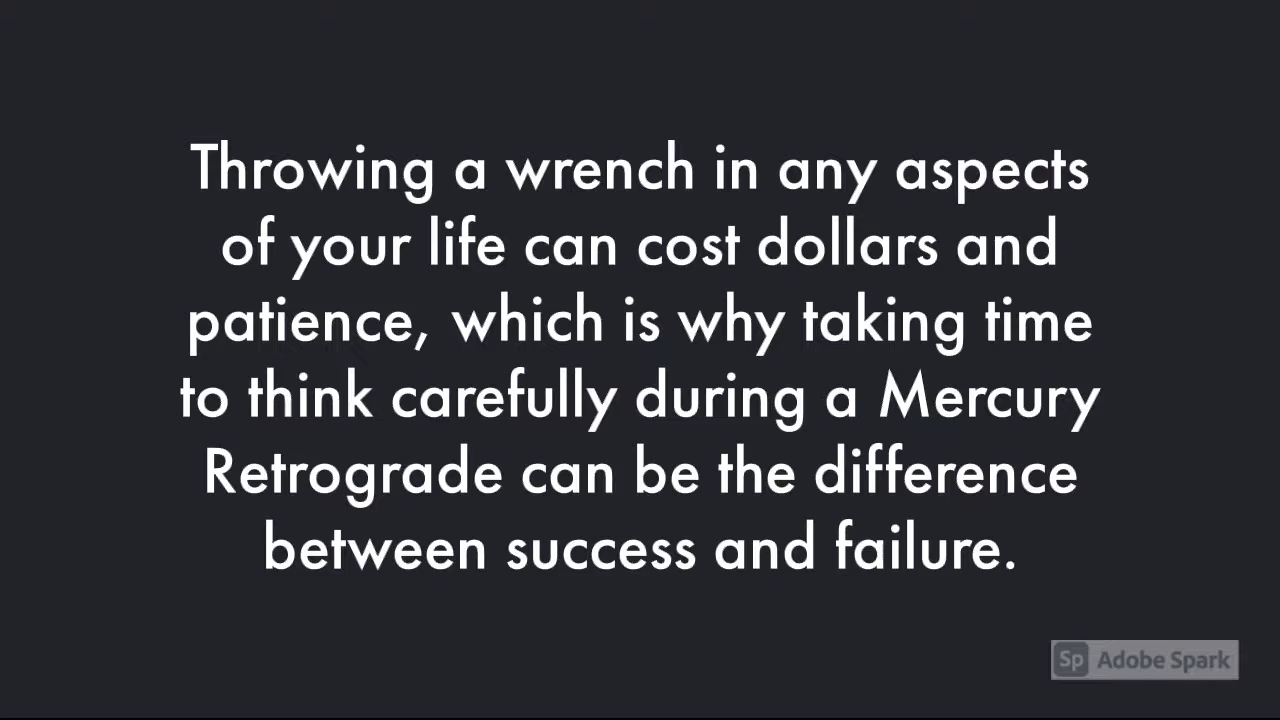 Throwing a wrench in any aspects
of your life can cost dollars and
patience, which is why taking time
to think carefully during a Mercury
Retrograde can be the difference
between success and failure.
Sp Adobe Spark